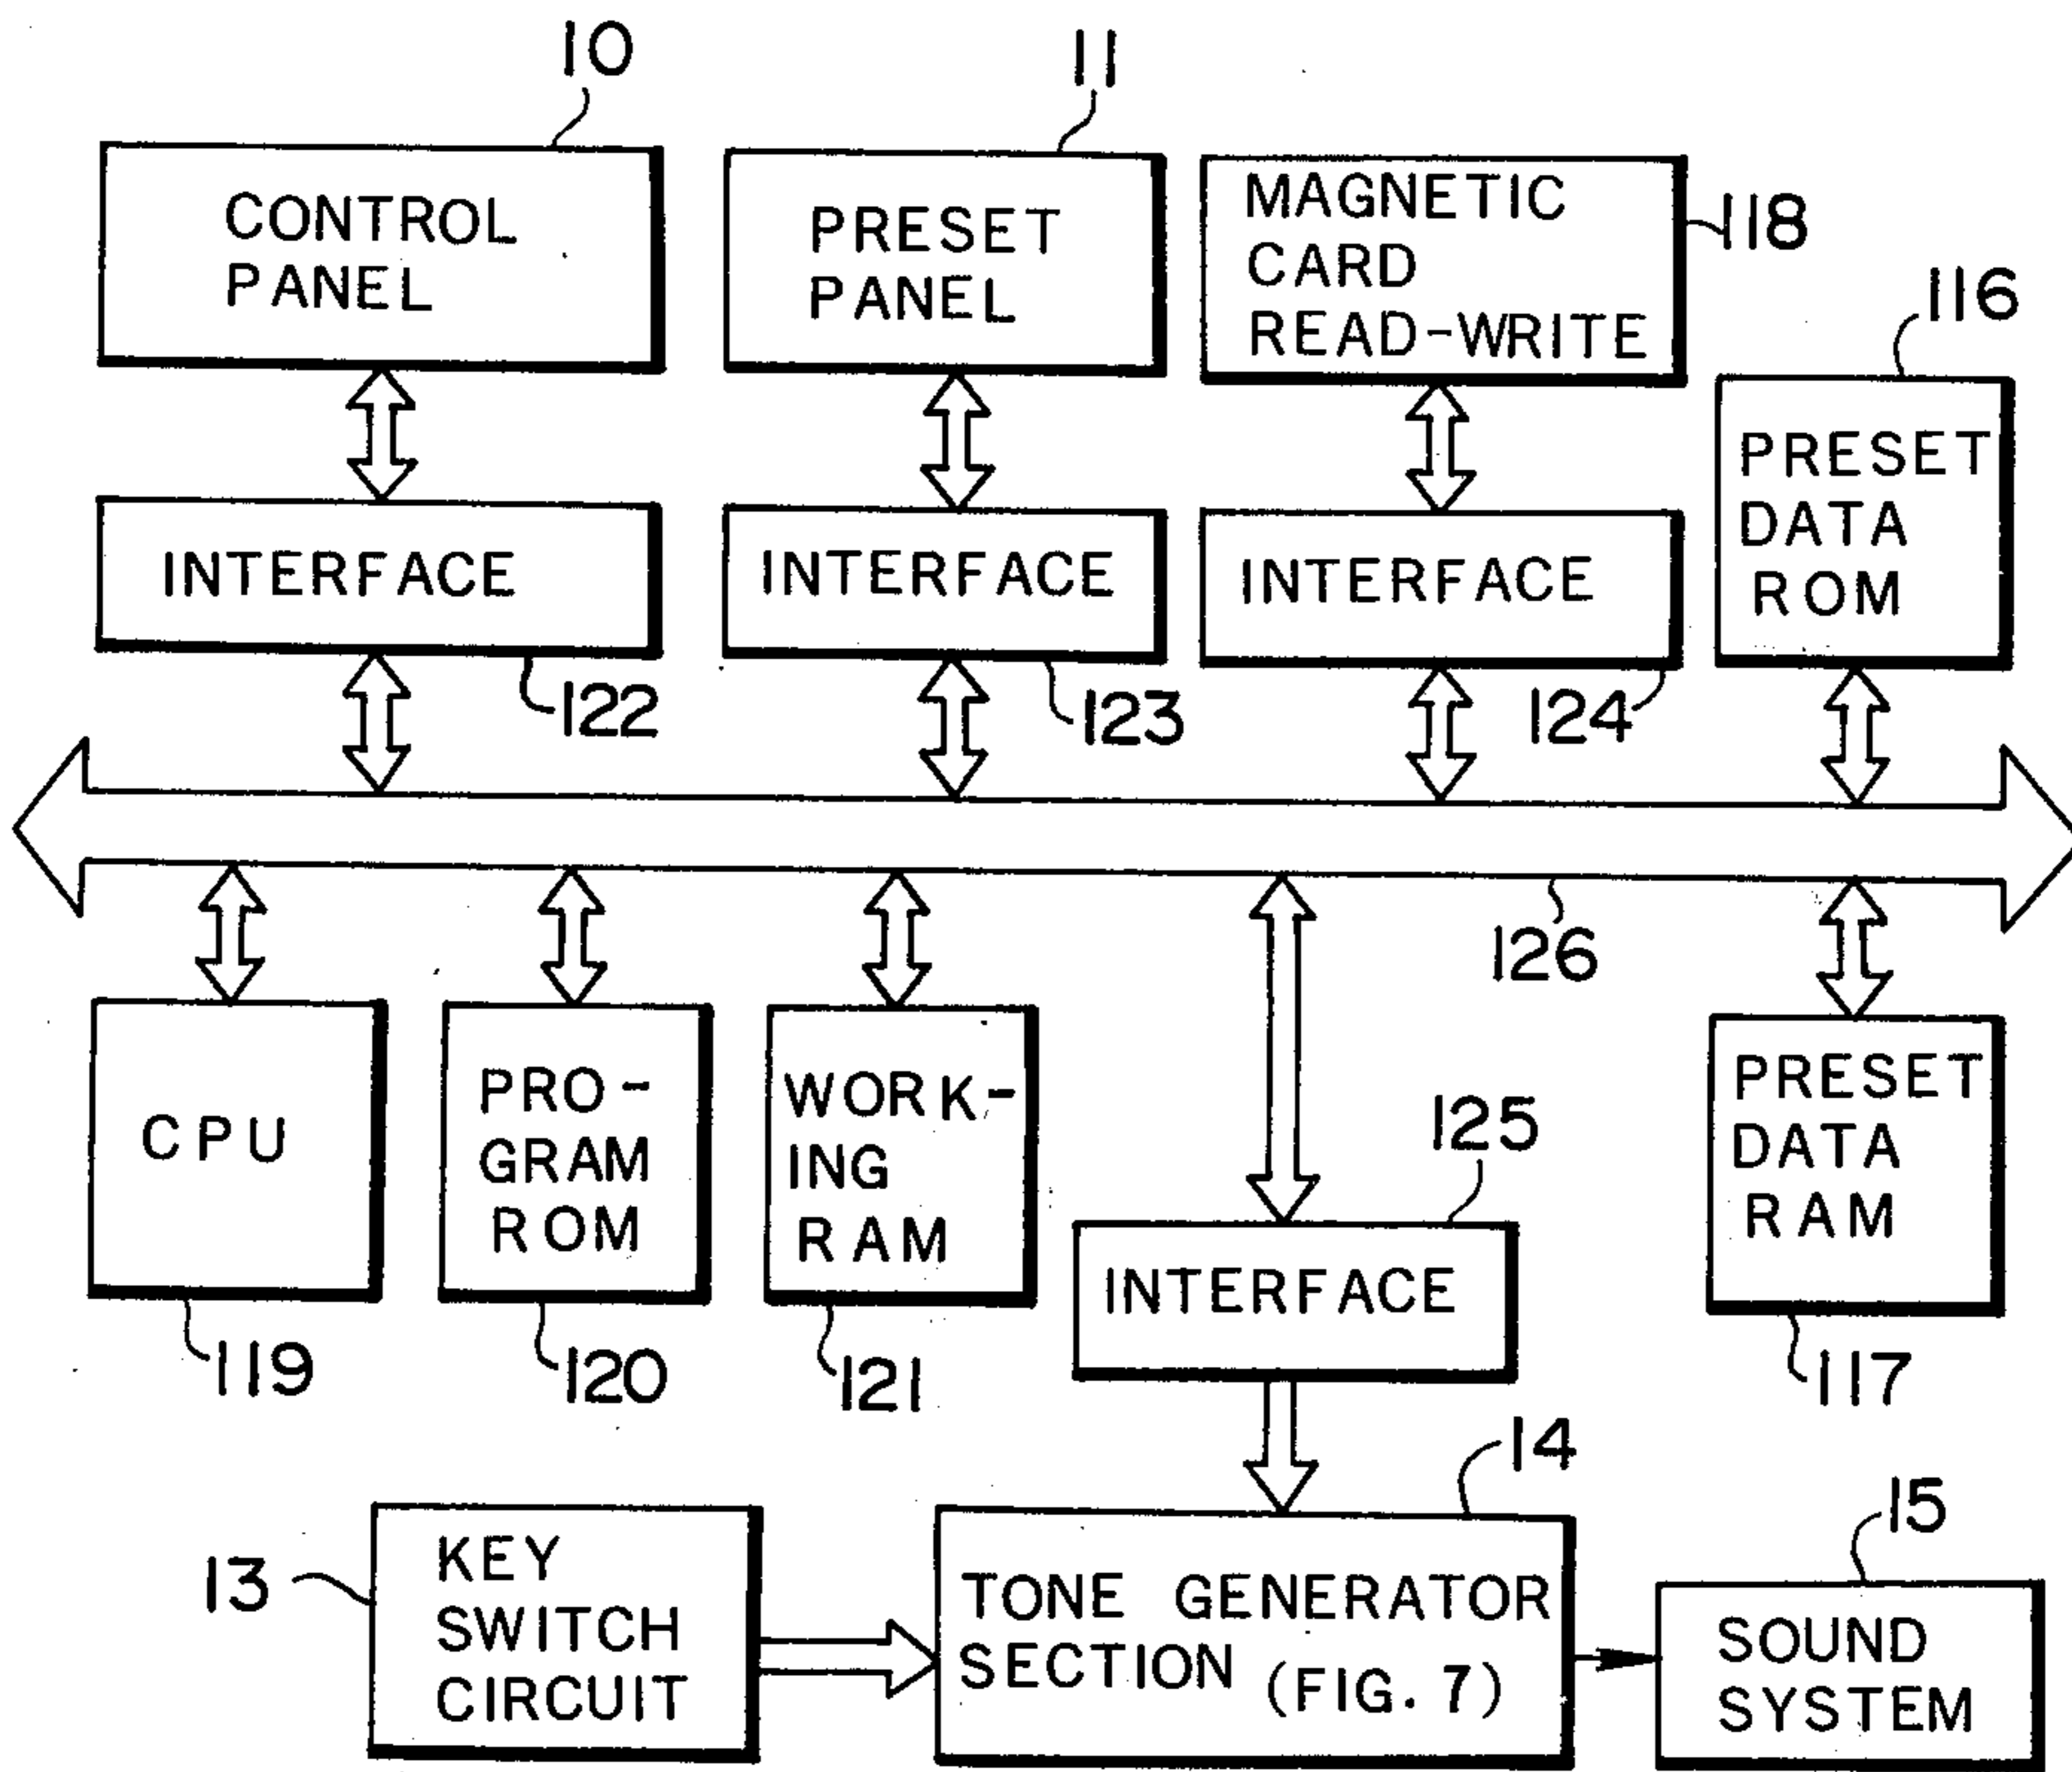 10
11
CONTROL
PANEL
PRESET
PANEL
MAGNETIC
CARD
READ-WRITE
118
116
PRESET
DATA
ROM
INTERFACE
INTERFACE
INTERFACE
122
123
124
126
CPU
PRO-
GRAM
ROM
WORK-
ING
RAM
125
INTERFACE
PRESET
DATA
RAM
119
120
121
117
14
15
13
KEY
SWITCH
CIRCUIT
TONE GENERATOR
SECTION (FIG. 7)
SOUND
SYSTEM